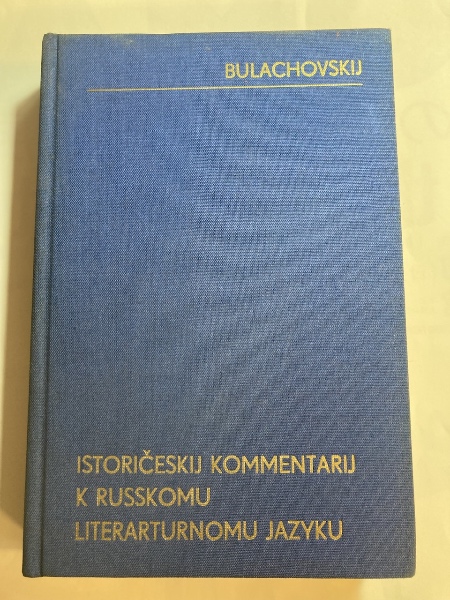 BULACHOVSKIJ
ISTORIČESKIJ KOMMENTARIJ
K RUSSKOMU
LITERARTURNOMU JAZYKU